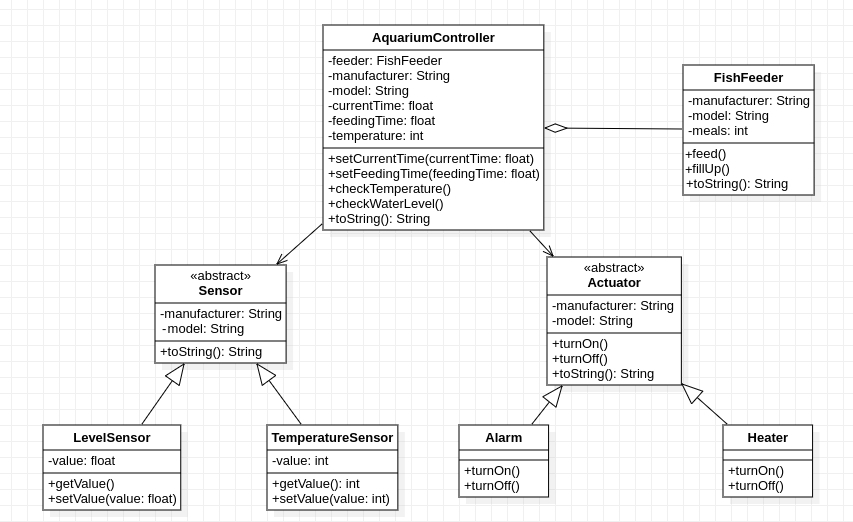 AquariumController
-feeder: FishFeeder
-manufacturer: String
-model: String
-currentTime: float
-feedingTime: float
-temperature: int
+setCurrentTime(currentTime: float)
+setFeedingTime(feedingTime: float)
+checkTemperature()
+checkWaterLevel()
+toString(): String
FishFeeder
-manufacturer: String
-model: String
-meals: int
+feed()
+fillUp()
+toString(): String
«abstract»
Sensor
-manufacturer: String
-model: String
+toString(): String
«abstract»
Actuator
-manufacturer: String
-model: String
+turnOn()
+turnOff()
+toString(): String
LevelSensor
-value: float
+getValue()
+setValue(value: float)
TemperatureSensor
-value: int
+getValue(): int
+setValue(value: int)
Alarm
+turnOn()
+turnOff()
Heater
+turnOn()
+turnOff()